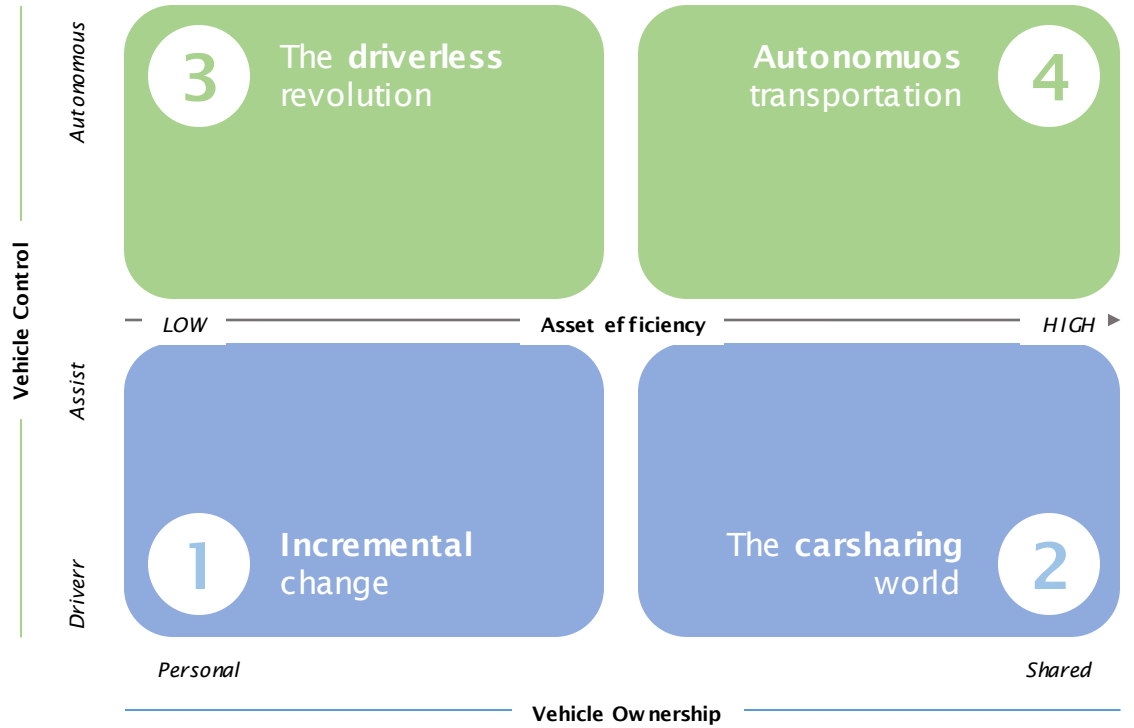 Autonomous
3
The driverless
revolution
Autonomuos
transportation
4
Vehicle Control
LOW
Asset efficiency
HIGH
Assist
Driverr
1
Incremental
change
The carsharing
world
2
Personal
Shared
Vehicle Ownership